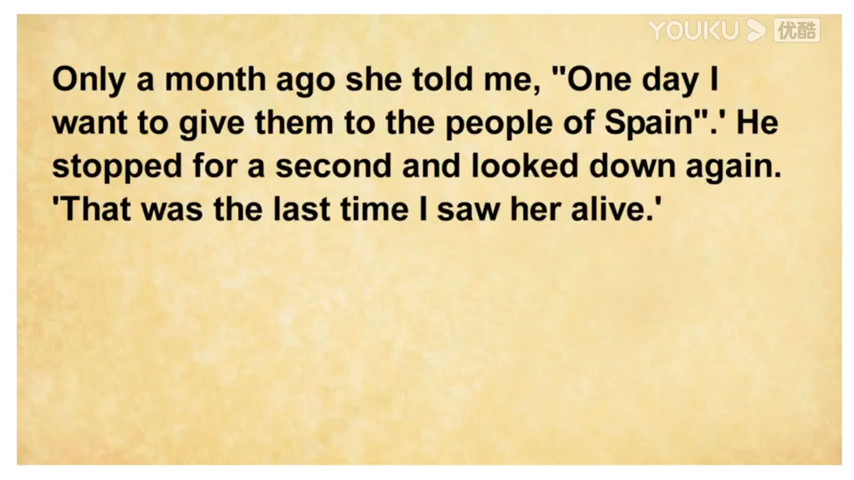 YOUKU 优酷
Only a month ago she told me, "One day I
want to give them to the people of Spain".' He
stopped for a second and looked down again.
'That was the last time I saw her alive.'